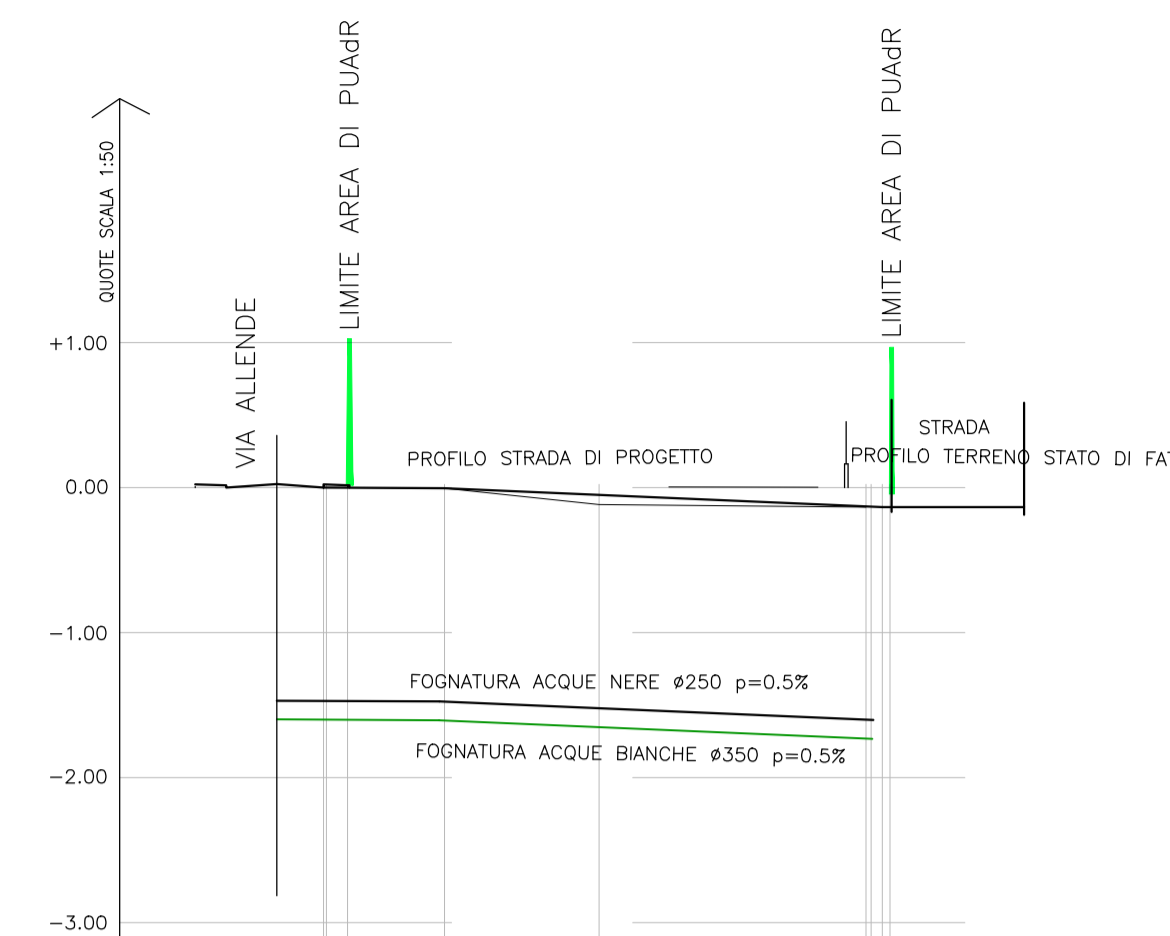 LIMITE AREA DI PUAdR
LIMITE AREA DI PUAdR
QUOTE SCALA 1:50
VIA ALLENDE
+1.00
STRADA
PROFILO STRADA DI PROGETTO
PROFILO TERRENO STATO DI FA
0.00
-1.00
FOGNATURA ACQUE NERE ø250 p=0.5%
FOGNATURA ACQUE BIANCHE ø350 p=0.5%
-2.00
-3.00